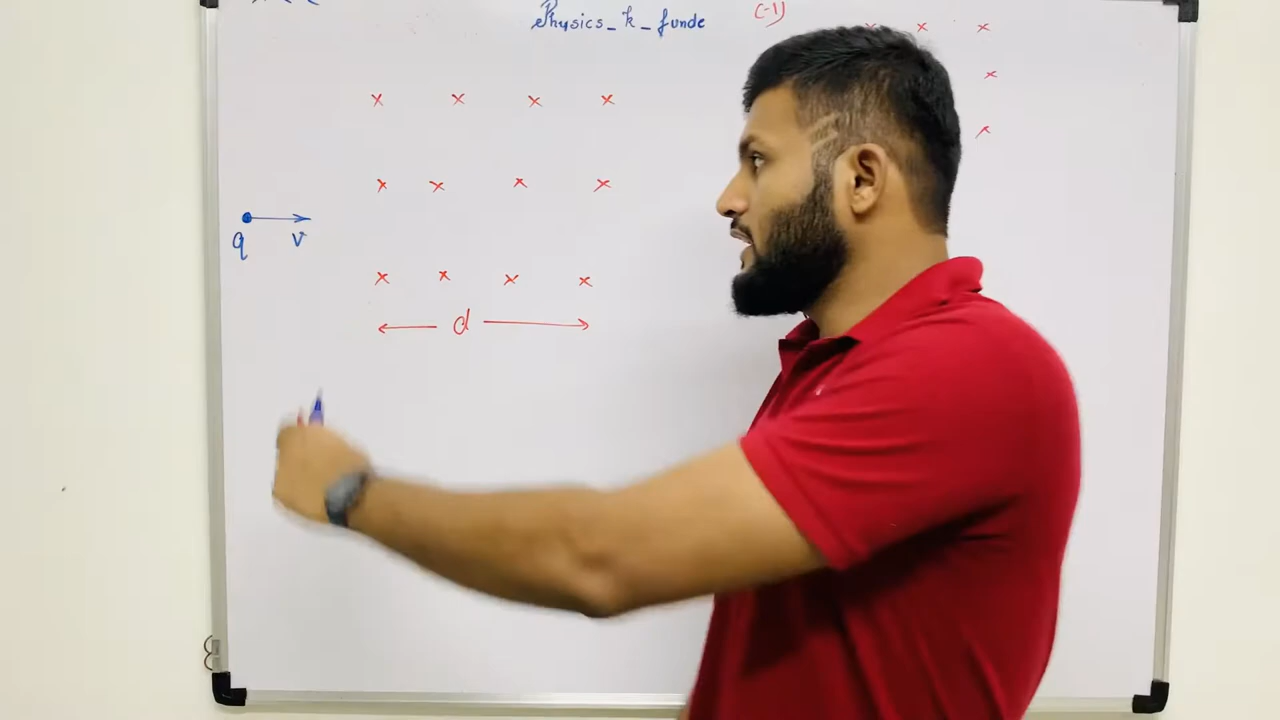 Physics_k_funde (-1)
x x x
x
x x x x
x x x x
q v
x x x x
d